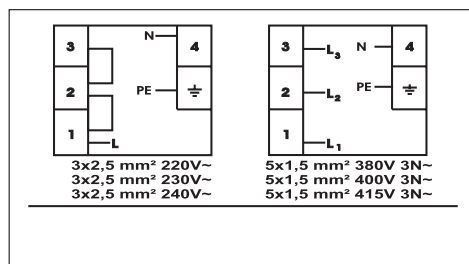 3 N 4
2 PE
1 L
3x2,5 mm² 220V~
3x2,5 mm² 230V~
3x2,5 mm² 240V~
3 L3 N 4
2 L2 PE
1 L1
5x1,5 mm² 380V 3N~
5x1,5 mm² 400V 3N~
5x1,5 mm² 415V 3N~